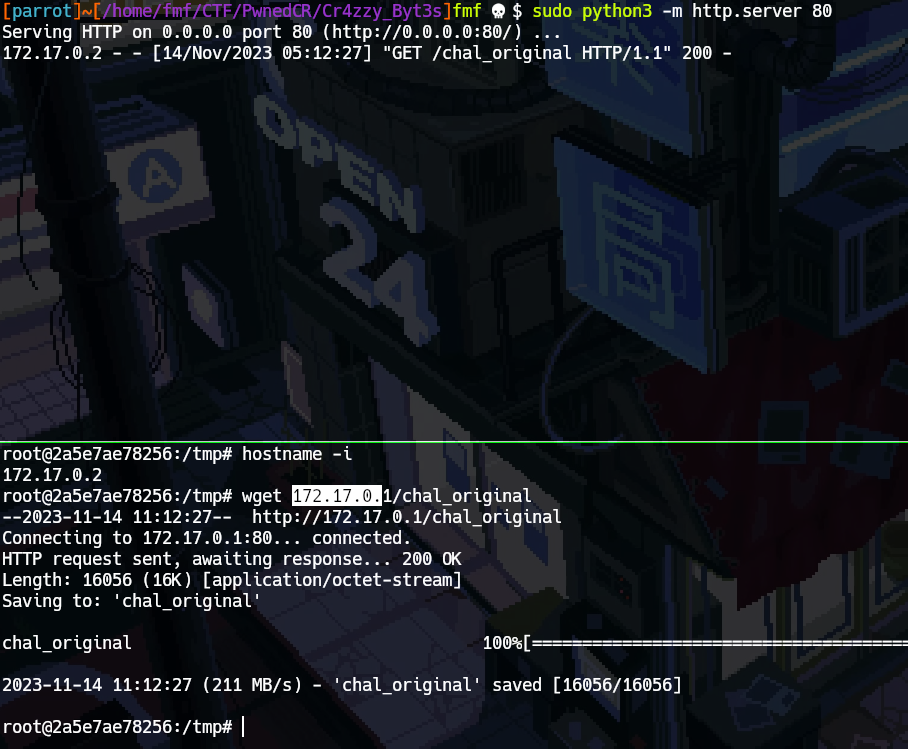 [parrot]~[/home/fmf/CTF/PwnedCR/Cr4zzy_Byt3s]fmf 💀 $ sudo python3 -m http.server 80
Serving HTTP on 0.0.0.0 port 80 (http://0.0.0.0:80/) ...
172.17.0.2 - - [14/Nov/2023 05:12:27] "GET /chal_original HTTP/1.1" 200 -
A
OPEN
24
root@2a5e7ae78256:/tmp# hostname -i
172.17.0.2
root@2a5e7ae78256:/tmp# wget 172.17.0.1/chal_original
--2023-11-14 11:12:27--  http://172.17.0.1/chal_original
Connecting to 172.17.0.1:80... connected.
HTTP request sent, awaiting response... 200 OK
Length: 16056 (16K) [application/octet-stream]
Saving to: 'chal_original'
chal_original 100%[===================================
2023-11-14 11:12:27 (211 MB/s) - 'chal_original' saved [16056/16056]
root@2a5e7ae78256:/tmp#